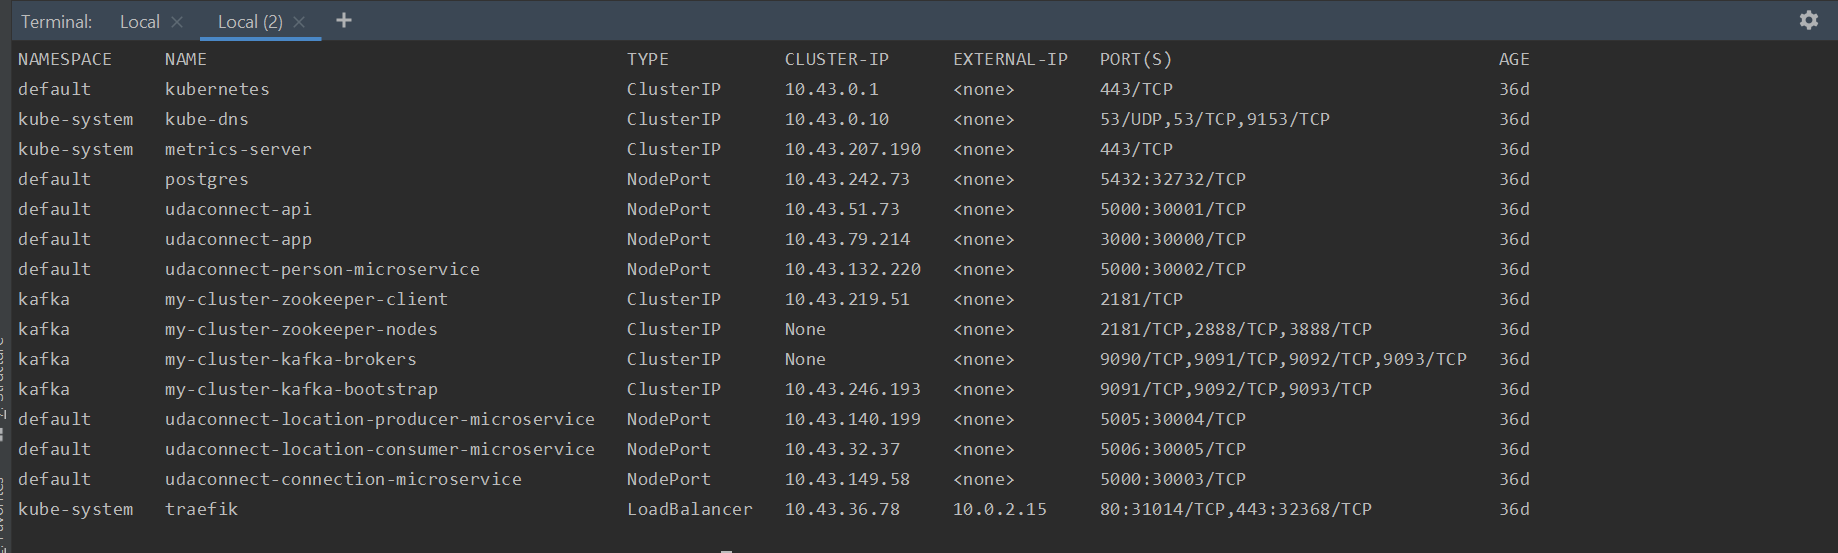 Terminal: Local × Local (2) × +
NAMESPACE NAME TYPE CLUSTER-IP EXTERNAL-IP PORT(S) AGE
default kubernetes ClusterIP 10.43.0.1 <none> 443/TCP 36d
kube-system kube-dns ClusterIP 10.43.0.10 <none> 53/UDP,53/TCP,9153/TCP 36d
kube-system metrics-server ClusterIP 10.43.207.190 <none> 443/TCP 36d
default postgres NodePort 10.43.242.73 <none> 5432:32732/TCP 36d
default udaconnect-api NodePort 10.43.51.73 <none> 5000:30001/TCP 36d
default udaconnect-app NodePort 10.43.79.214 <none> 3000:30000/TCP 36d
default udaconnect-person-microservice NodePort 10.43.132.220 <none> 5000:30002/TCP 36d
kafka my-cluster-zookeeper-client ClusterIP 10.43.219.51 <none> 2181/TCP 36d
kafka my-cluster-zookeeper-nodes ClusterIP None <none> 2181/TCP,2888/TCP,3888/TCP 36d
kafka my-cluster-kafka-brokers ClusterIP None <none> 9090/TCP,9091/TCP,9092/TCP,9093/TCP 36d
kafka my-cluster-kafka-bootstrap ClusterIP 10.43.246.193 <none> 9091/TCP,9092/TCP,9093/TCP 36d
default udaconnect-location-producer-microservice NodePort 10.43.140.199 <none> 5005:30004/TCP 36d
default udaconnect-location-consumer-microservice NodePort 10.43.32.37 <none> 5006:30005/TCP 36d
default udaconnect-connection-microservice NodePort 10.43.149.58 <none> 5000:30003/TCP 36d
kube-system traefik LoadBalancer 10.43.36.78 10.0.2.15 80:31014/TCP,443:32368/TCP 36d